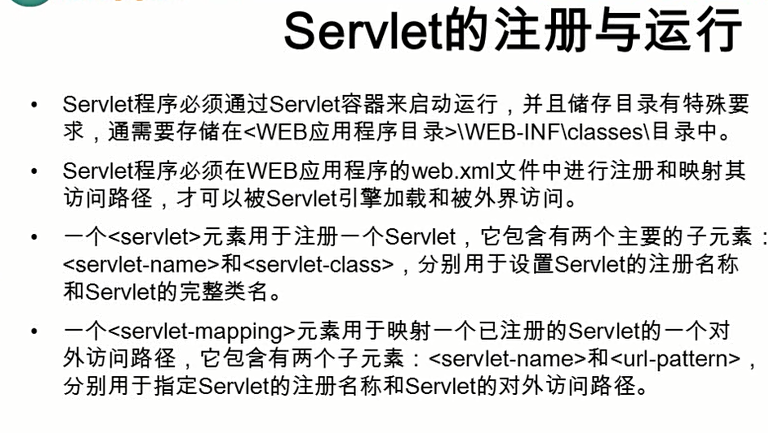 Servlet的注册与运行
• Servlet程序必须通过Servlet容器来启动运行，并且储存目录有特殊要
求，通需要存储在<WEB应用程序目录>\WEB-INF\classes\目录中。
• Servlet程序必须在WEB应用程序的web.xml文件中进行注册和映射其
访问路径，才可以被Servlet引擎加载和被外界访问。
• 一个<servlet>元素用于注册一个Servlet，它包含有两个主要的子元素：
<servlet-name>和<servlet-class>，分别用于设置Servlet的注册名称
和Servlet的完整类名。
• 一个<servlet-mapping>元素用于映射一个已注册的Servlet的一个对
外访问路径，它包含有两个子元素：<servlet-name>和<url-pattern>，
分别用于指定Servlet的注册名称和Servlet的对外访问路径。